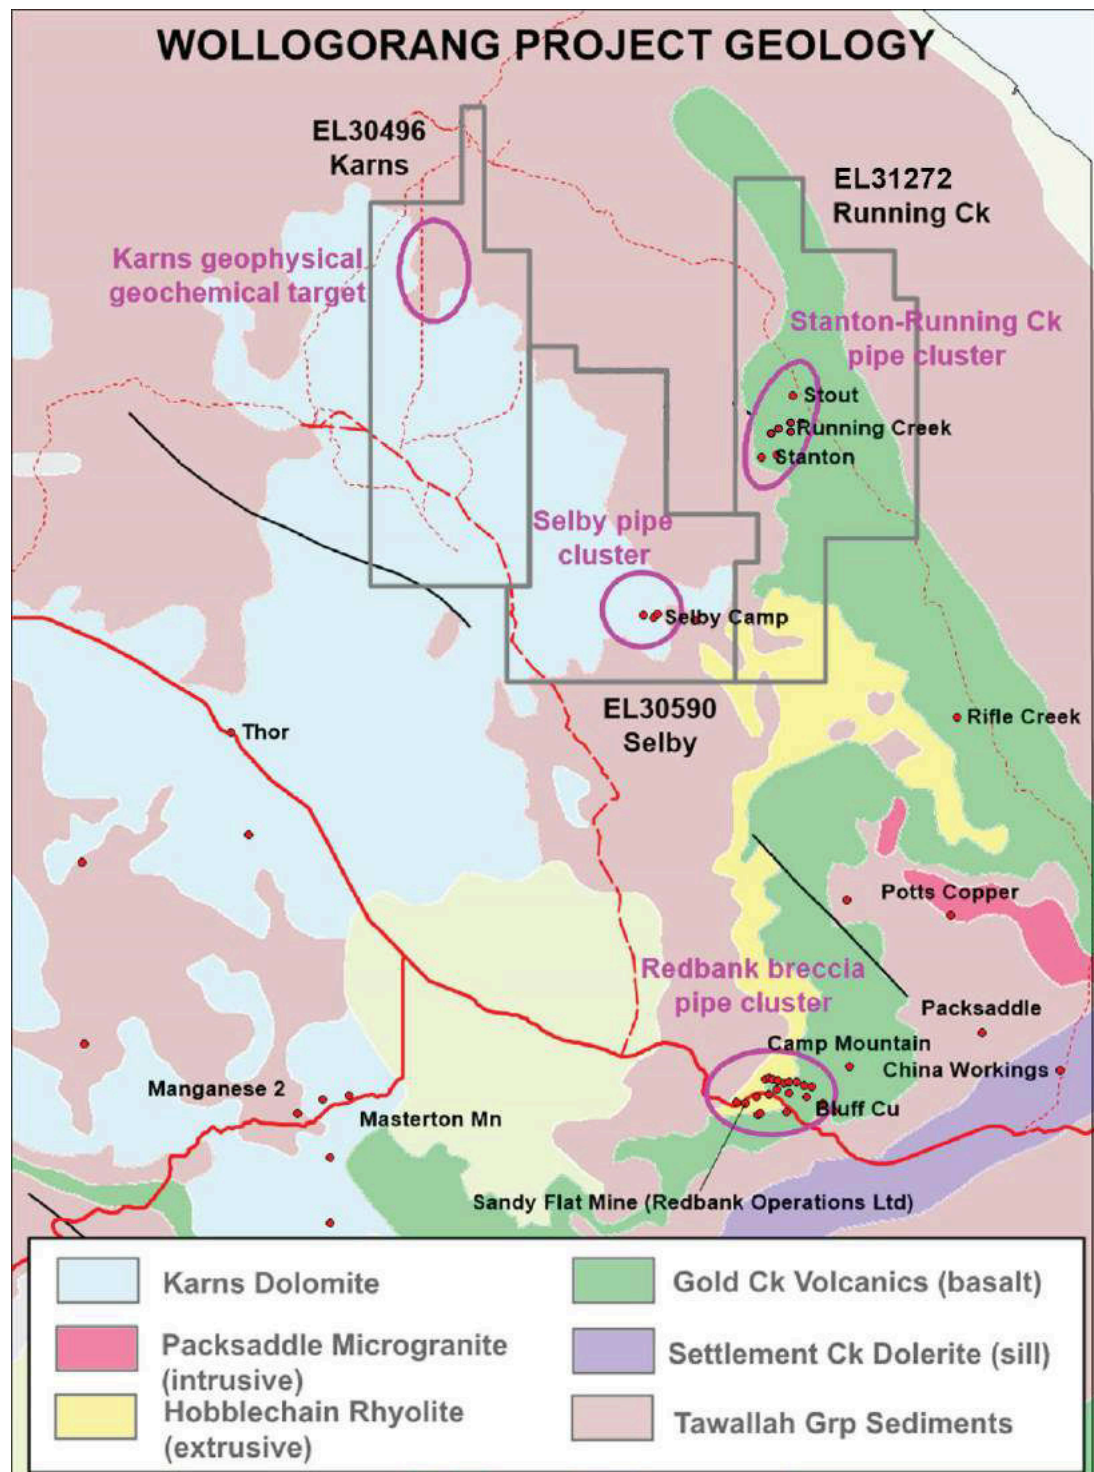 WOLLOGORANG PROJECT GEOLOGY
EL30496
Karns
EL31272
Running Ck
Karns geophysical
geochemical target
Stanton-Running Ck
pipe cluster
Stout
Running Creek
Stanton
Selby pipe
cluster
Selby Camp
EL30590
Selby
Rifle Creek
Thor
Potts Copper
Redbank breccia
pipe cluster
Packsaddle
Camp Mountain
China Workings
Manganese 2
Masterton Mn
Bluff Cu
Sandy Flat Mine (Redbank Operations Ltd)
Karns Dolomite
Packsaddle Microgranite
(intrusive)
Hobblechain Rhyolite
(extrusive)
Gold Ck Volcanics (basalt)
Settlement Ck Dolerite (sill)
Tawallah Grp Sediments